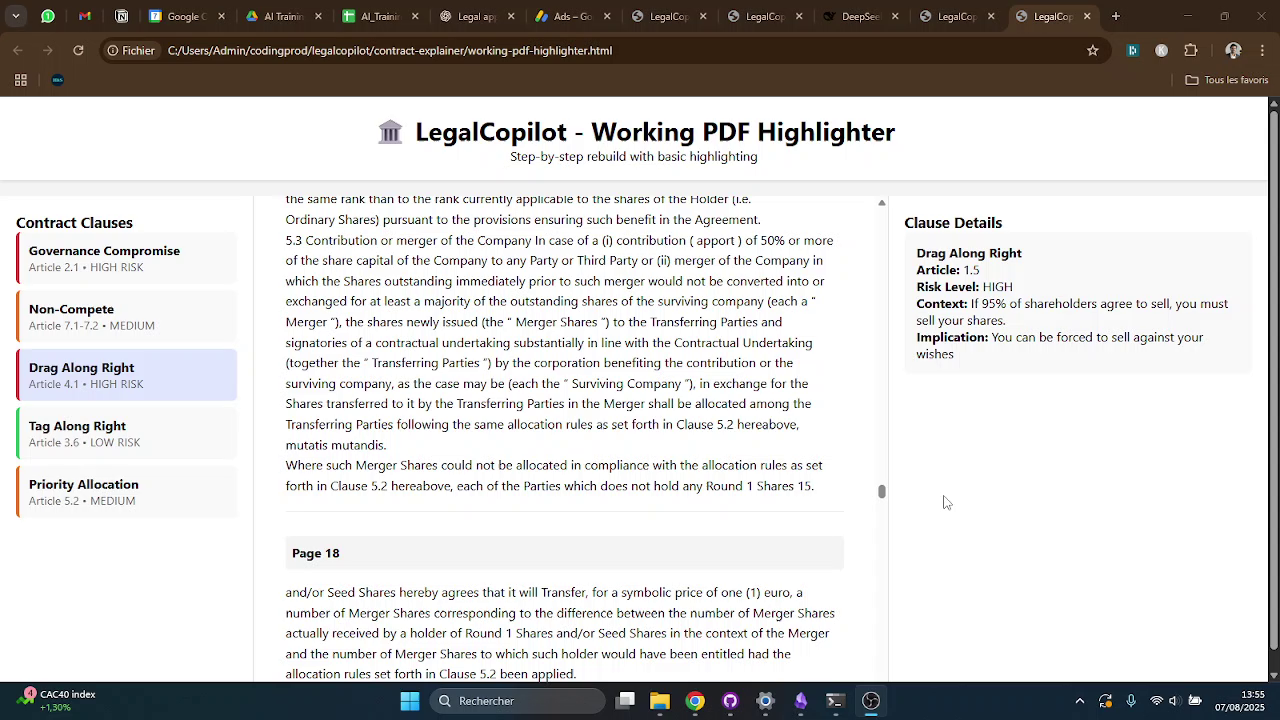 Google C
AI Training
AI_Trainin
Legal app
Ads – Go
LegalCop
LegalCop
DeepSee
LegalCop
LegalCop
Fichier
C:/Users/Admin/codingprod/legalcopilot/contract-explainer/working-pdf-highlighter.html
Tous les favoris
LegalCopilot - Working PDF Highlighter
Step-by-step rebuild with basic highlighting
Contract Clauses
Governance Compromise
Article 2.1 • HIGH RISK
Non-Compete
Article 7.1-7.2 • MEDIUM
Drag Along Right
Article 4.1 • HIGH RISK
Tag Along Right
Article 3.6 • LOW RISK
Priority Allocation
Article 5.2 • MEDIUM
the same rank than to the rank currently applicable to the shares of the Holder (i.e.
Ordinary Shares) pursuant to the provisions ensuring such benefit in the Agreement.
5.3 Contribution or merger of the Company In case of a (i) contribution ( apport ) of 50% or more
of the share capital of the Company to any Party or Third Party or (ii) merger of the Company in
which the Shares outstanding immediately prior to such merger would not be converted into or
exchanged for at least a majority of the outstanding shares of the surviving company (each a “
Merger “), the shares newly issued (the “ Merger Shares ”) to the Transferring Parties and
signatories of a contractual undertaking substantially in line with the Contractual Undertaking
(together the “ Transferring Parties ”) by the corporation benefiting the contribution or the
surviving company, as the case may be (each the “ Surviving Company ”), in exchange for the
Shares transferred to it by the Transferring Parties in the Merger shall be allocated among the
Transferring Parties following the same allocation rules as set forth in Clause 5.2 hereabove,
mutatis mutandis.
Where such Merger Shares could not be allocated in compliance with the allocation rules as set
forth in Clause 5.2 hereabove, each of the Parties which does not hold any Round 1 Shares 15.
Page 18
and/or Seed Shares hereby agrees that it will Transfer, for a symbolic price of one (1) euro, a
number of Merger Shares corresponding to the difference between the number of Merger Shares
actually received by a holder of Round 1 Shares and/or Seed Shares in the context of the Merger
and the number of Merger Shares to which such holder would have been entitled had the
allocation rules set forth in Clause 5.2 been applied.
Clause Details
Drag Along Right
Article: 1.5
Risk Level: HIGH
Context: If 95% of shareholders agree to sell, you must
sell your shares.
Implication: You can be forced to sell against your
wishes
4
CAC40 index
+1,30%
Rechercher
13:55
07/08/2025